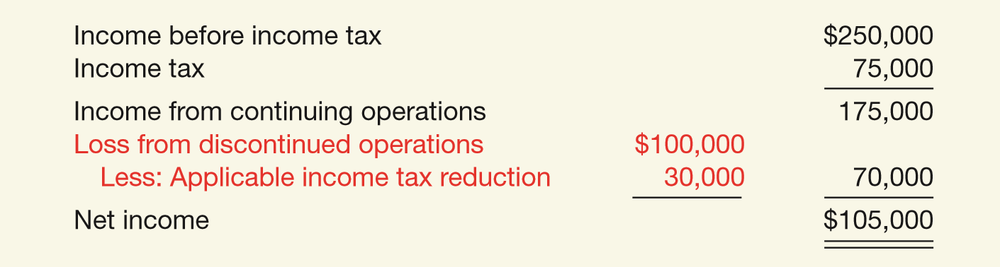 Income before income tax $250,000
Income tax 75,000
Income from continuing operations 175,000
Loss from discontinued operations $100,000
Less: Applicable income tax reduction 30,000 70,000
Net income $105,000